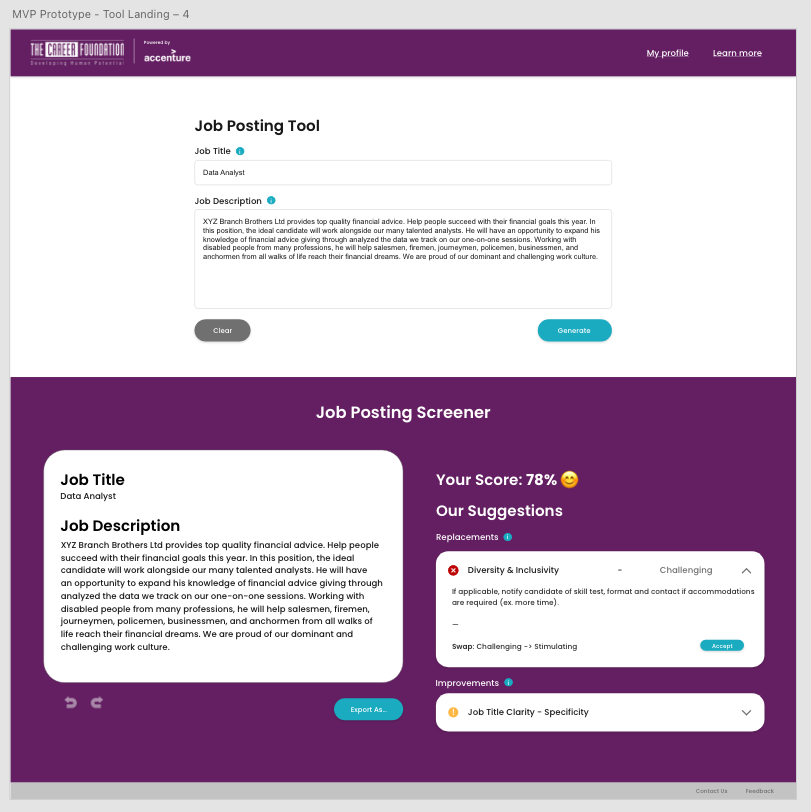 MVP Prototype - Tool Landing – 4
THE CAREER FOUNDATION
Developing Human Potential
Powered by
accenture
My profile
Learn more
Job Posting Tool
Job Title
Data Analyst
Job Description
XYZ Branch Brothers Ltd provides top quality financial advice. Help people succeed with their financial goals this year. In
this position, the ideal candidate will work alongside our many talented analysts. He will have an opportunity to expand his
knowledge of financial advice giving through analyzed the data we track on our one-on-one sessions. Working with
disabled people from many professions, he will help salesmen, firemen, journeymen, policemen, businessmen, and
anchormen from all walks of life reach their financial dreams. We are proud of our dominant and challenging work culture.
Clear
Generate
Job Posting Screener
Job Title
Data Analyst
Job Description
XYZ Branch Brothers Ltd provides top quality financial advice. Help people
succeed with their financial goals this year. In this position, the ideal
candidate will work alongside our many talented analysts. He will have
an opportunity to expand his knowledge of financial advice giving through
analyzed the data we track on our one-on-one sessions. Working with
disabled people from many professions, he will help salesmen, firemen,
journeymen, policemen, businessmen, and anchormen from all walks of
life reach their financial dreams. We are proud of our dominant and
challenging work culture.
Export As...
Your Score: 78% 😊
Our Suggestions
Replacements
Diversity & Inclusivity - Challenging
If applicable, notify candidate of skill test, format and contact if accommodations
are required (ex. more time).
—
Swap: Challenging -> Stimulating
Accept
Improvements
Job Title Clarity - Specificity
Contact Us
Feedback